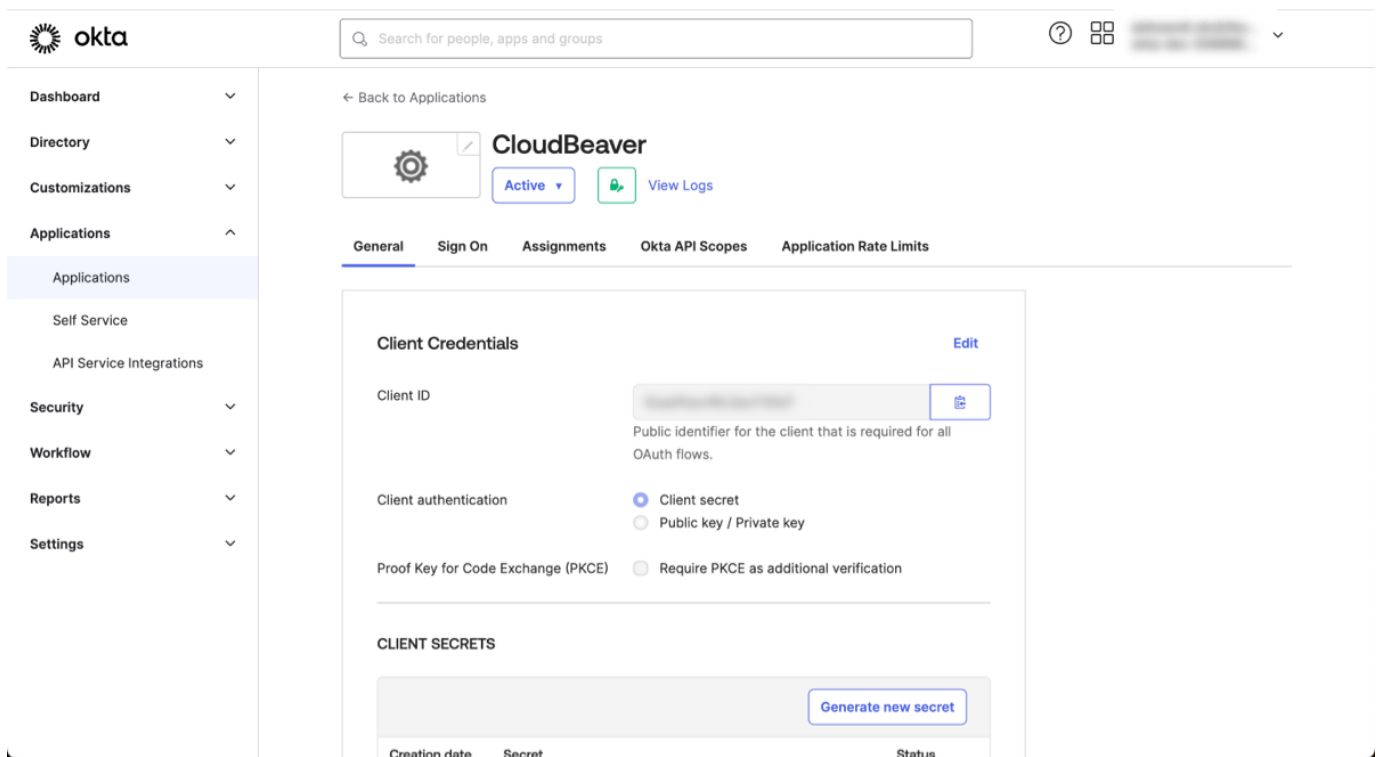 okta
Search for people, apps and groups
Dashboard
Directory
Customizations
Applications
Applications
Self Service
API Service Integrations
Security
Workflow
Reports
Settings
← Back to Applications
CloudBeaver
Active ▼
View Logs
General Sign On Assignments Okta API Scopes Application Rate Limits
Client Credentials Edit
Client ID
Public identifier for the client that is required for all
OAuth flows.
Client authentication Client secret
Public key / Private key
Proof Key for Code Exchange (PKCE) Require PKCE as additional verification
CLIENT SECRETS
Generate new secret
Creation date Secret Status